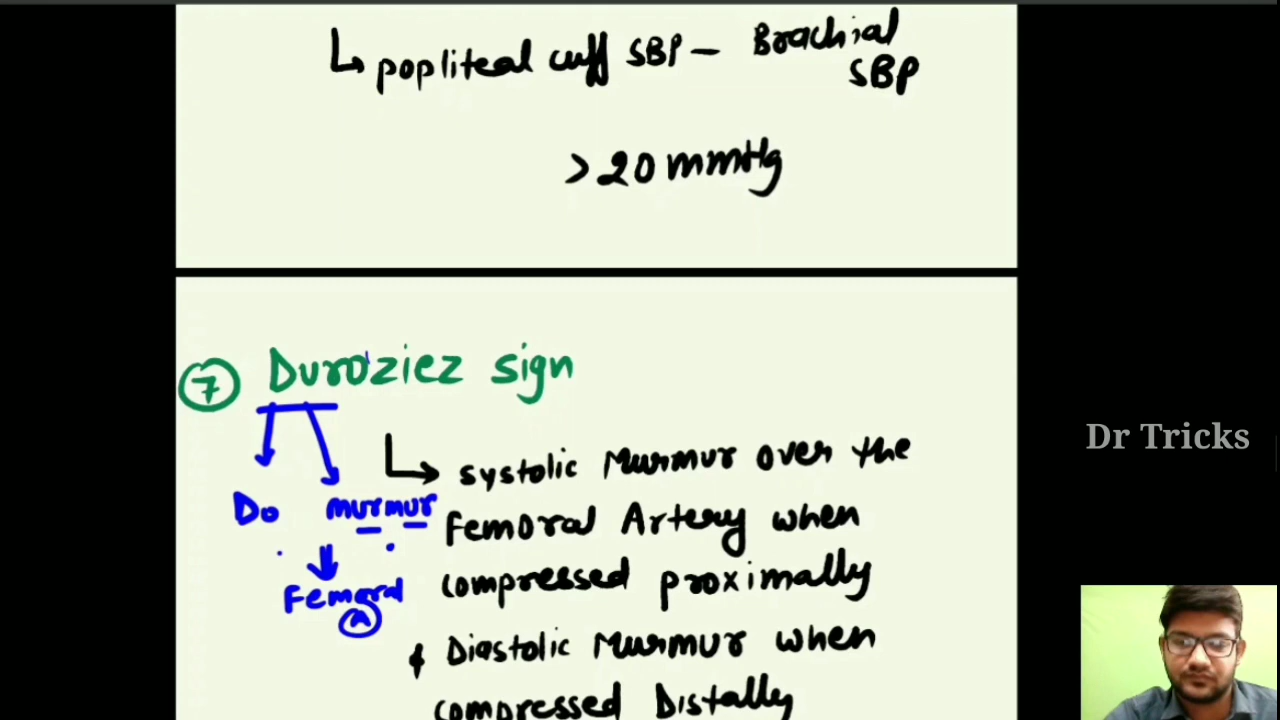 ↳ popliteal cuff SBP – Brachial
SBP
>20 mmHg
⑦ Duroziez sign
↳ systolic Murmur over the
Do murmur Femoral Artery when
Femoral compressed proximally
A
& Diastolic Murmur when
compressed Distally
Dr Tricks